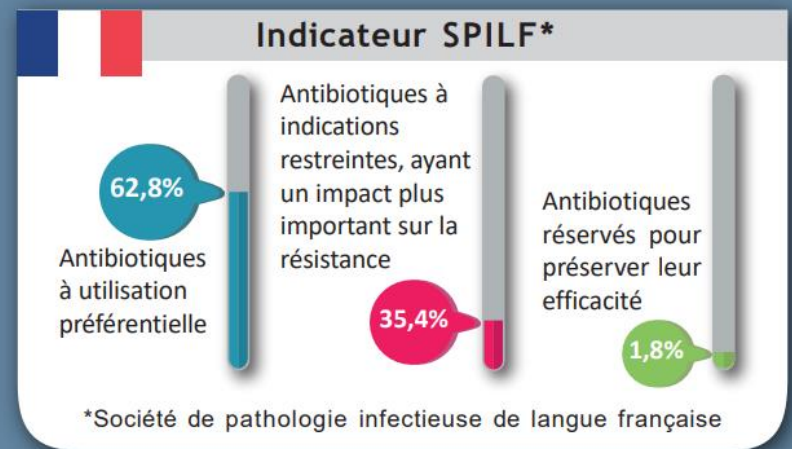 Indicateur SPILF*
62,8%
Antibiotiques
à utilisation
préférentielle
Antibiotiques à
indications
restreintes, ayant
un impact plus
important sur la
résistance
35,4%
Antibiotiques
réservés pour
préserver leur
efficacité
1,8%
*Société de pathologie infectieuse de langue française